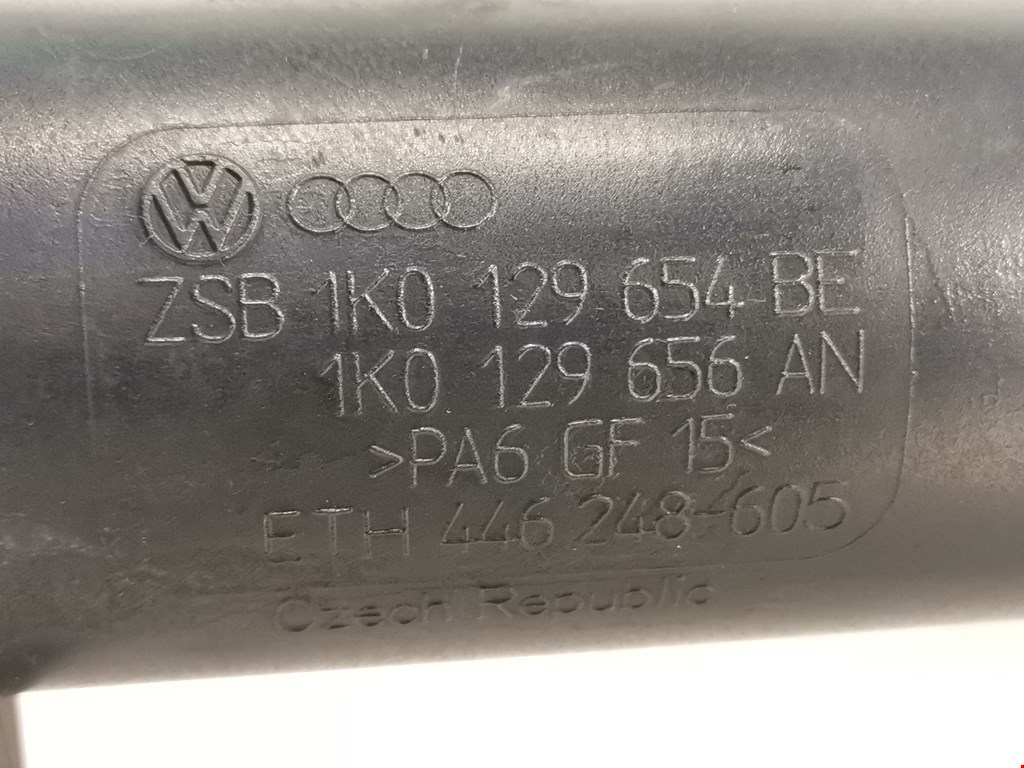 ZSB 1K0 129 654 BE
1K0 129 656 AN
>PA6 GF 15<
ETH 446 248-605
Czech Republic